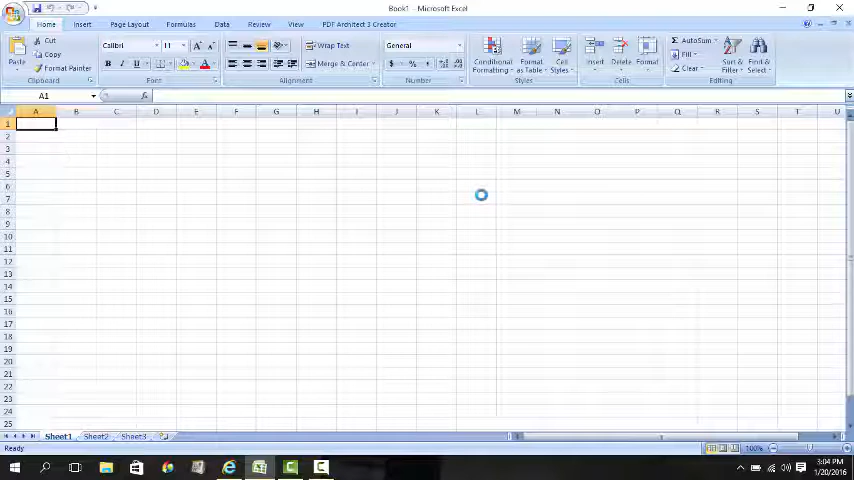 Book1 - Microsoft Excel
Home Insert Page Layout Formulas Data Review View PDF Architect 3 Creator
Cut
Copy
Format Painter
Paste
Clipboard
Calibri 11
B I U
Font
Wrap Text
Merge & Center
Alignment
General
$ % ,
Number
Conditional Formatting
Format as Table
Cell Styles
Styles
Insert Delete Format
Cells
AutoSum
Fill
Clear
Sort & Filter
Find & Select
Editing
A1 fx
A B C D E F G H I J K L M N O P Q R S T U
1
2
3
4
5
6
7
8
9
10
11
12
13
14
15
16
17
18
19
20
21
22
23
24
25
Sheet1 Sheet2 Sheet3
Ready 100%
3:04 PM
1/20/2016